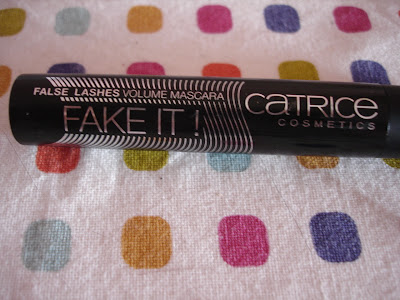 FALSE LASHES VOLUME MASCARA
FAKE IT !
CATRICE
COSMETICS